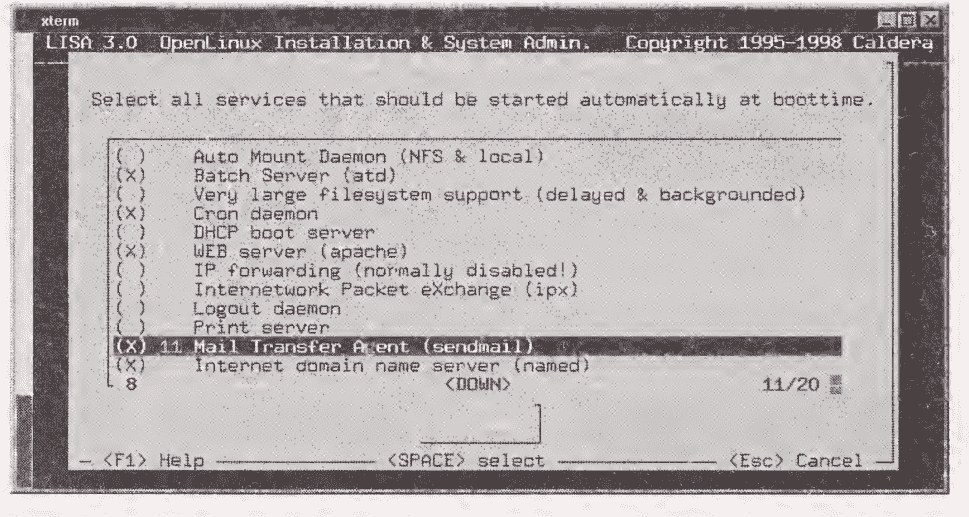 xterm
LISA 3.0 OpenLinux Installation & System Admin. Copyright 1995-1998 Caldera
Select all services that should be started automatically at boottime.
( ) Auto Mount Daemon (NFS & local)
(X) Batch Server (atd)
( ) Very large filesystem support (delayed & backgrounded)
(X) Cron daemon
( ) DHCP boot server
(X) WEB server (apache)
( ) IP forwarding (normally disabled!)
( ) Internetwork Packet eXchange (ipx)
( ) Logout daemon
( ) Print server
(X) 11 Mail Transfer Agent (sendmail)
(X) Internet domain name server (named)
8 <DOWN> 11/20
<F1> Help <SPACE> select <Esc> Cancel